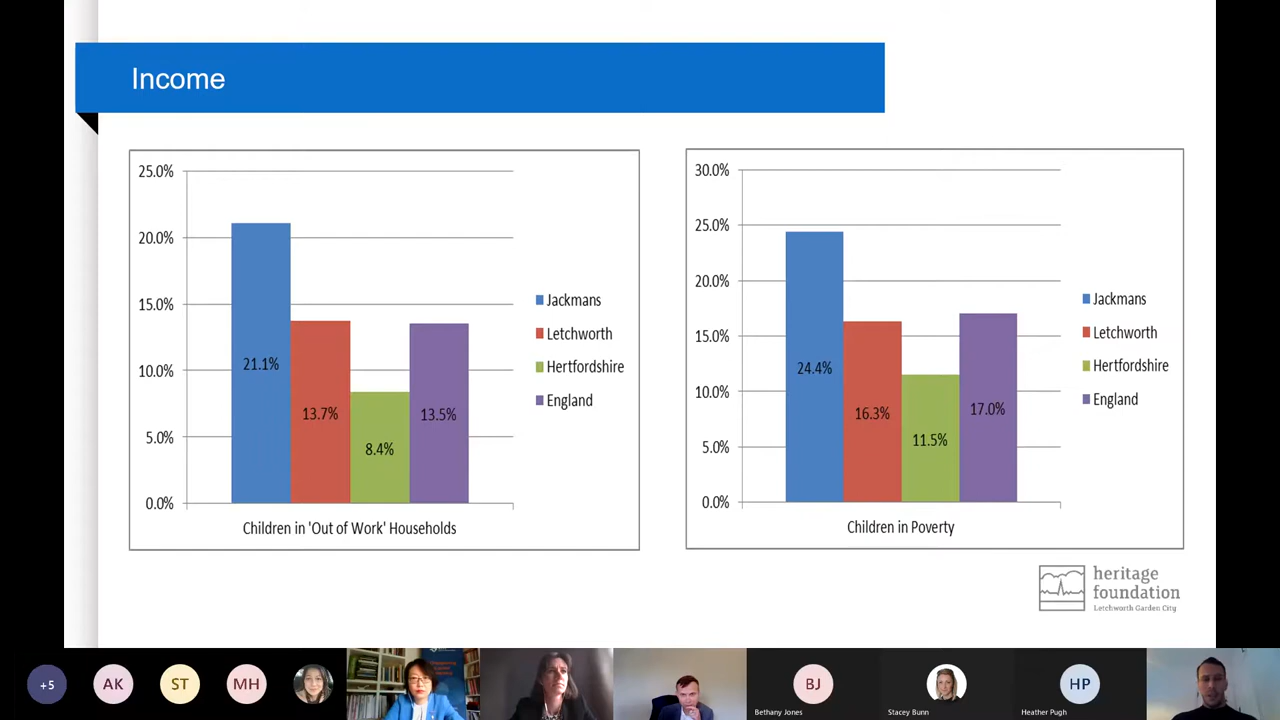 Income
25.0%
20.0%
15.0%
10.0%
5.0%
0.0%
21.1%
13.7%
8.4%
13.5%
Children in 'Out of Work' Households
Jackmans
Letchworth
Hertfordshire
England
30.0%
25.0%
20.0%
15.0%
10.0%
5.0%
0.0%
24.4%
16.3%
11.5%
17.0%
Children in Poverty
Jackmans
Letchworth
Hertfordshire
England
heritage
foundation
Letchworth Garden City
+5
AK
ST
MH
BJ
Bethany Jones
Stacey Bunn
HP
Heather Pugh